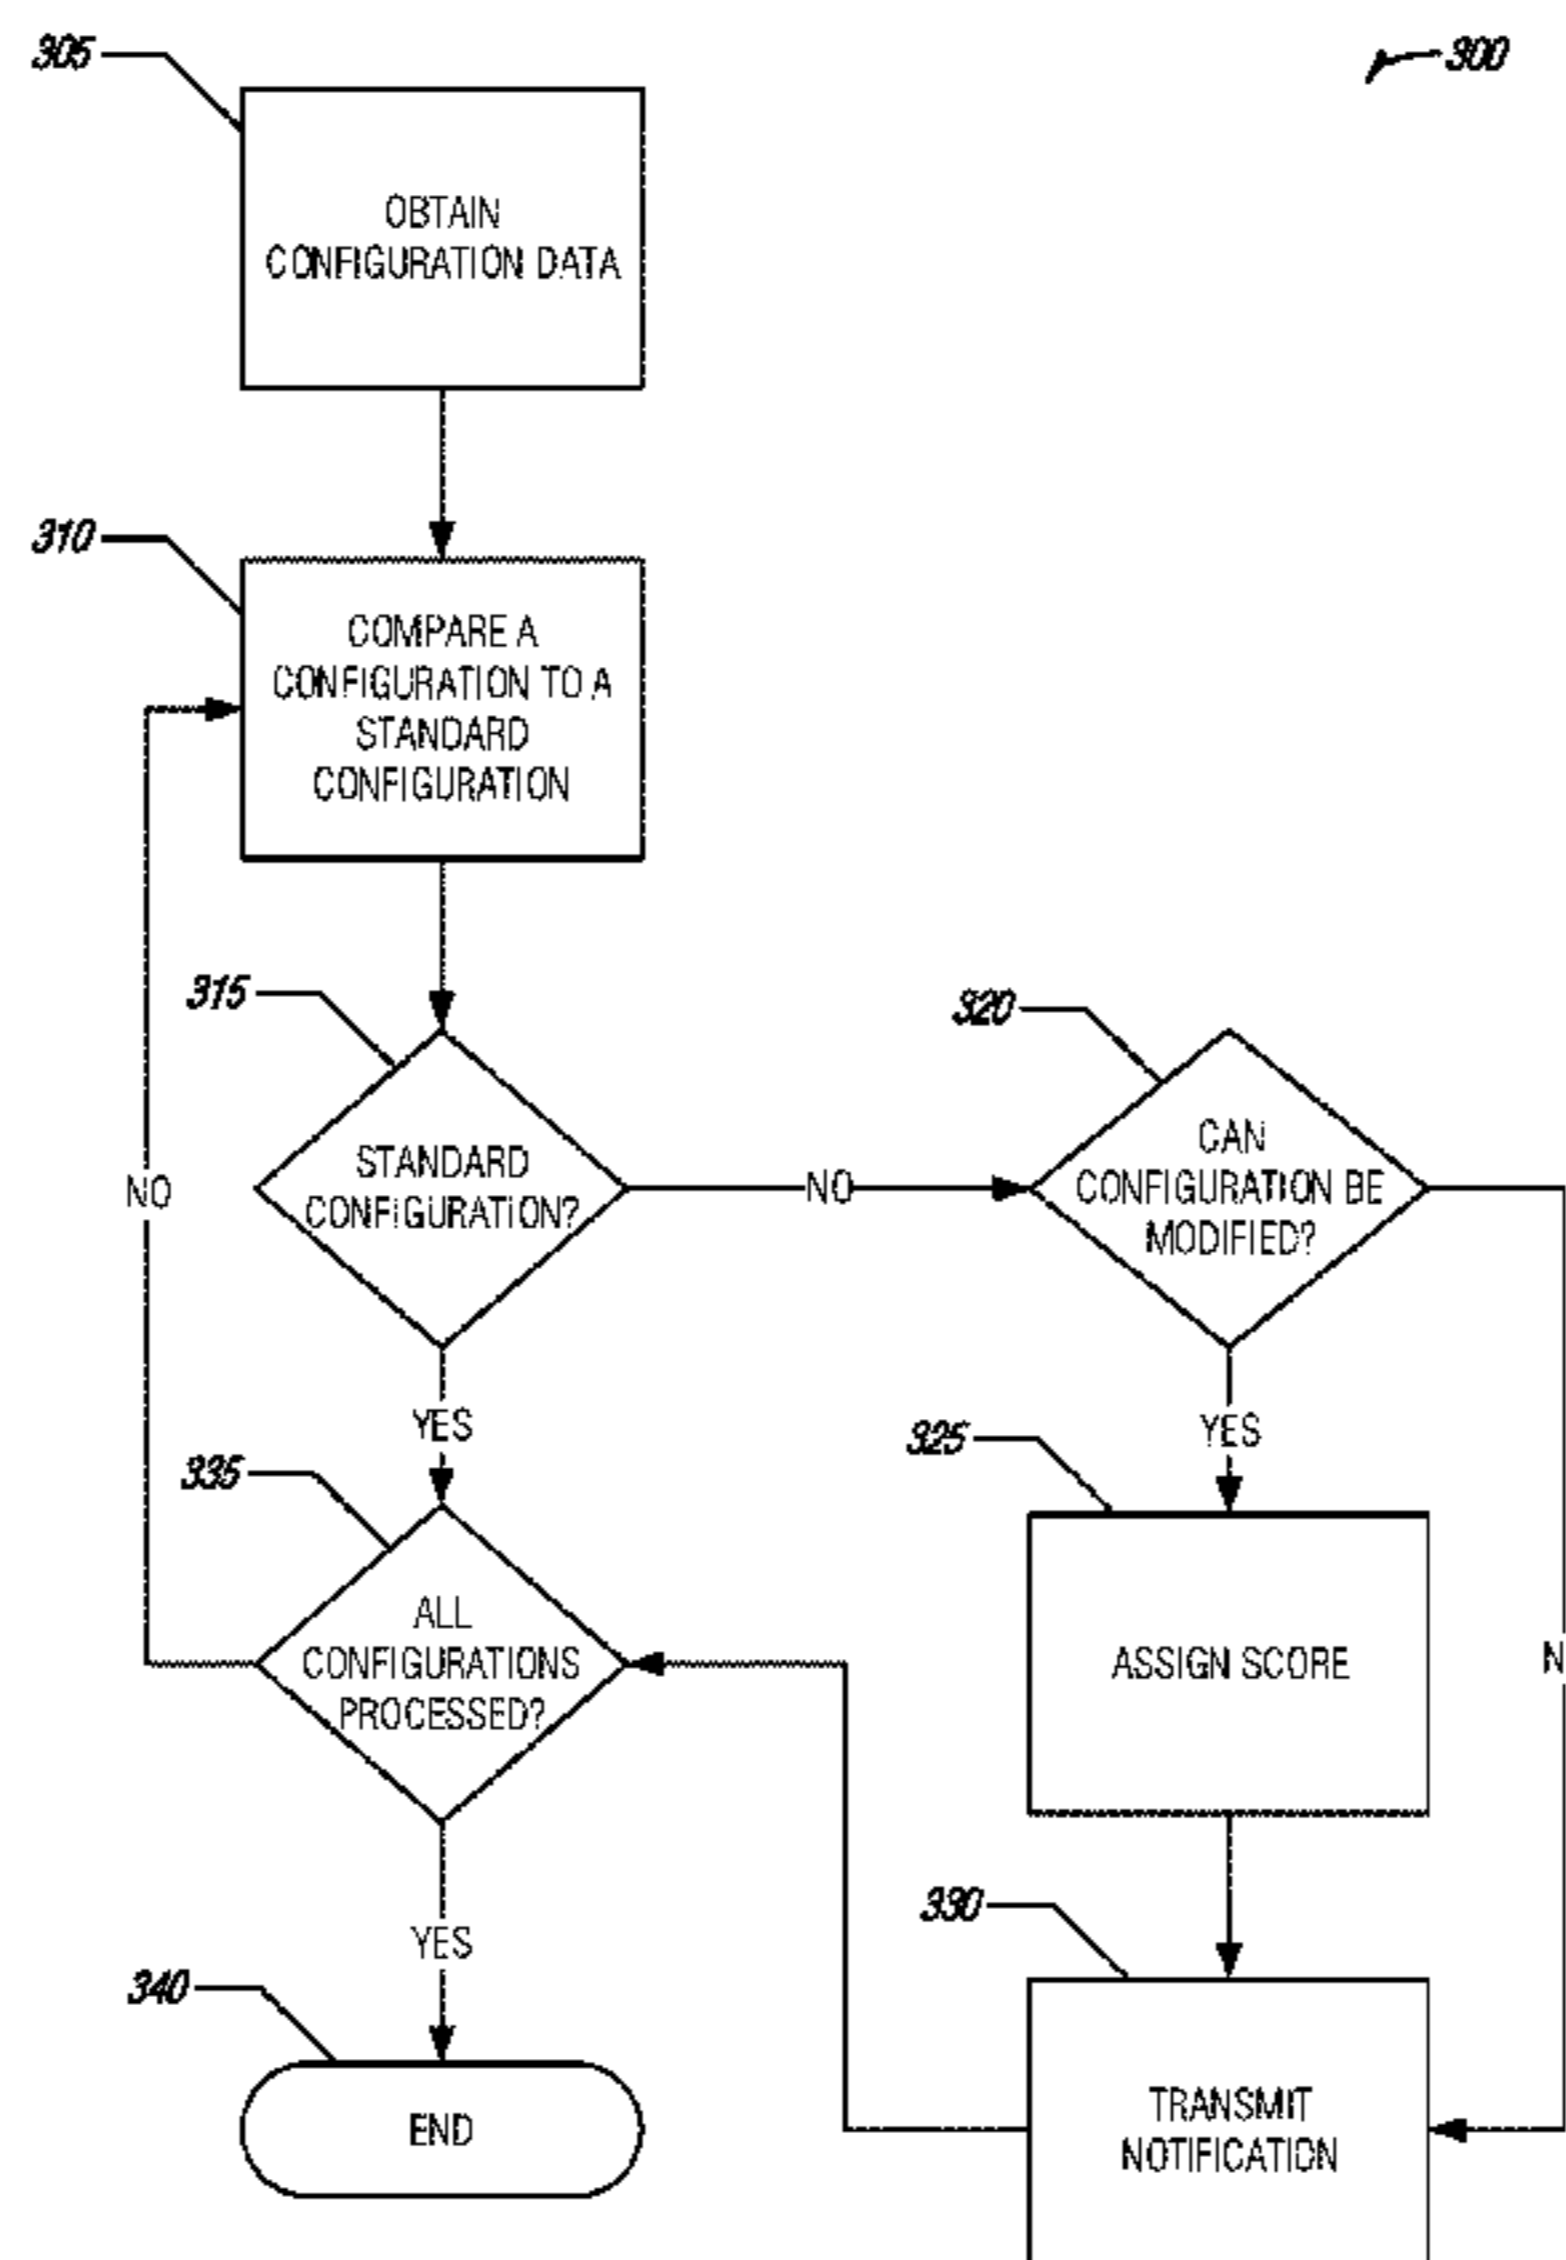 305
300
OBTAIN
CONFIGURATION DATA
310
COMPARE A
CONFIGURATION TO A
STANDARD
CONFIGURATION
315
320
STANDARD
CONFIGURATION?
NO
NO
CAN
CONFIGURATION BE
MODIFIED?
YES
YES
335
325
ALL
CONFIGURATIONS
PROCESSED?
ASSIGN SCORE
N
YES
330
340
END
TRANSMIT
NOTIFICATION